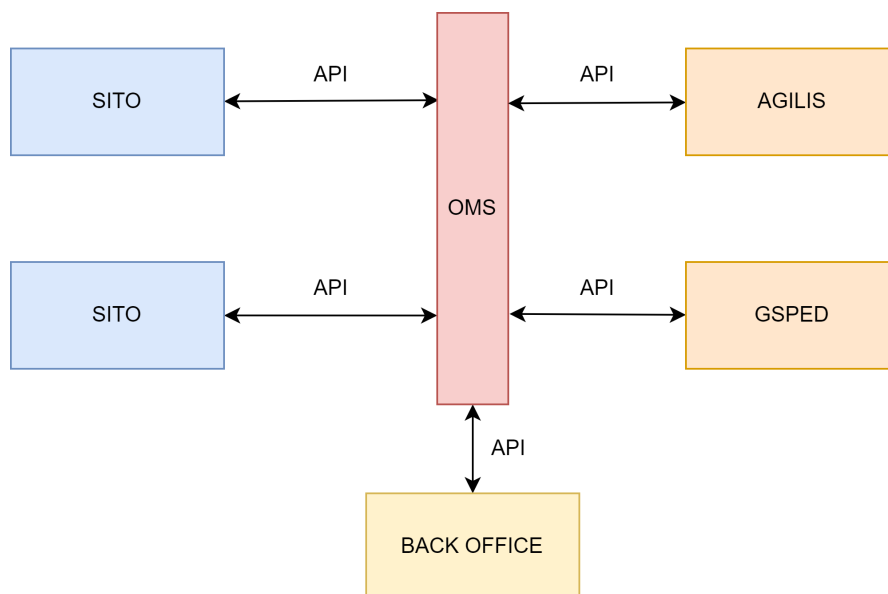 SITO
API
API
AGILIS
OMS
SITO
API
API
GSPED
API
BACK OFFICE